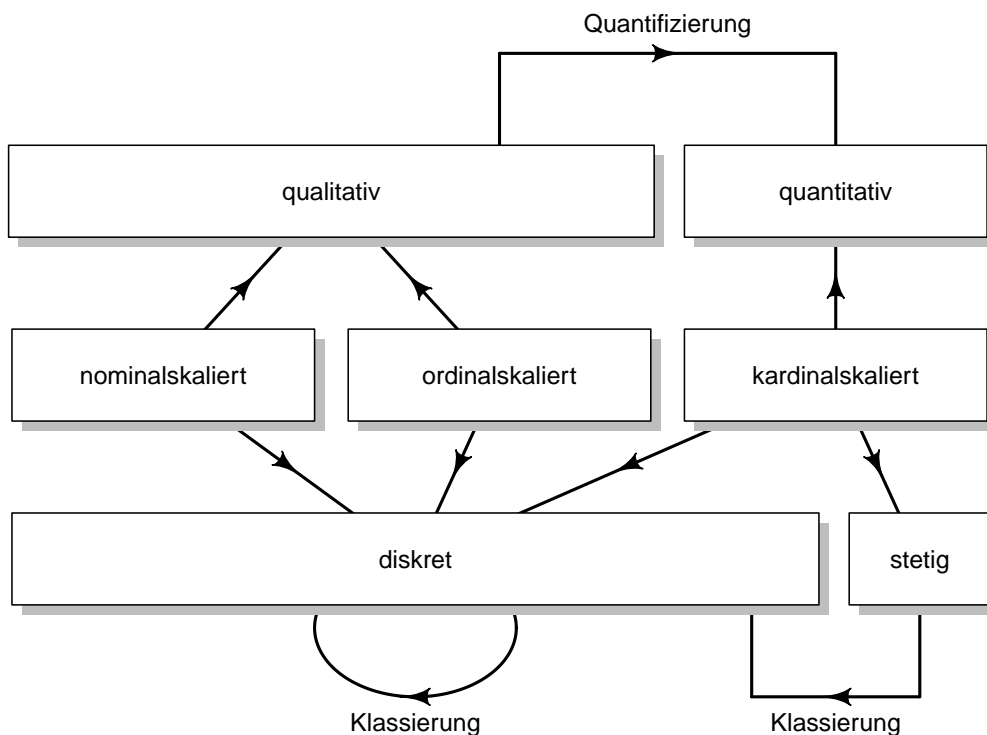 Quantifizierung
qualitativ
quantitativ
nominalskaliert
ordinalskaliert
kardinalskaliert
diskret
stetig
Klassierung
Klassierung